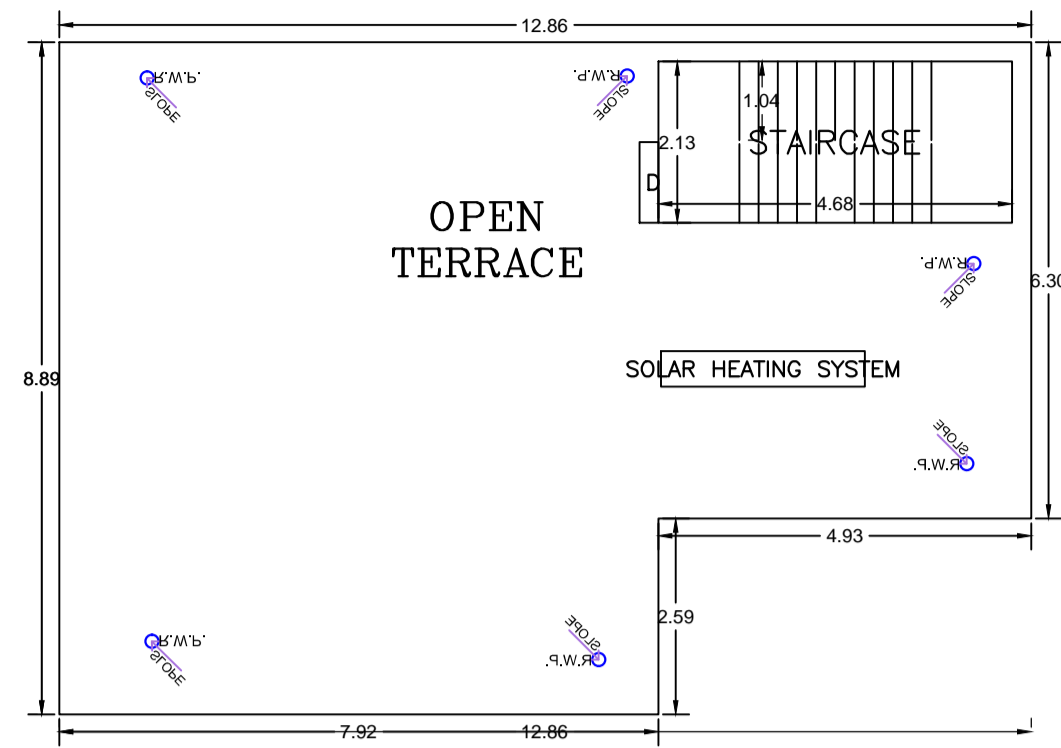 12.86
R.W.P.
SLOPE
R.W.P.
SLOPE
1.04
2.13
STAIRCASE
D
4.68
OPEN
TERRACE
R.W.P.
SLOPE
6.30
SOLAR HEATING SYSTEM
8.89
SLOPE
R.W.P.
4.93
2.59
R.W.P.
SLOPE
SLOPE
R.W.P.
7.92
12.86